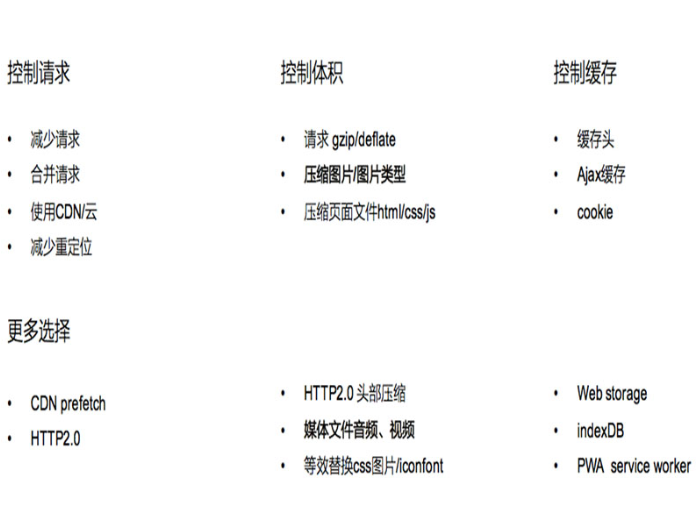 控制请求
• 减少请求
• 合并请求
• 使用CDN/云
• 减少重定位
控制体积
• 请求 gzip/deflate
• 压缩图片/图片类型
• 压缩页面文件html/css/js
控制缓存
• 缓存头
• Ajax缓存
• cookie
更多选择
• CDN prefetch
• HTTP2.0
• HTTP2.0 头部压缩
• 媒体文件音频、视频
• 等效替换css图片/iconfont
• Web storage
• indexDB
• PWA service worker